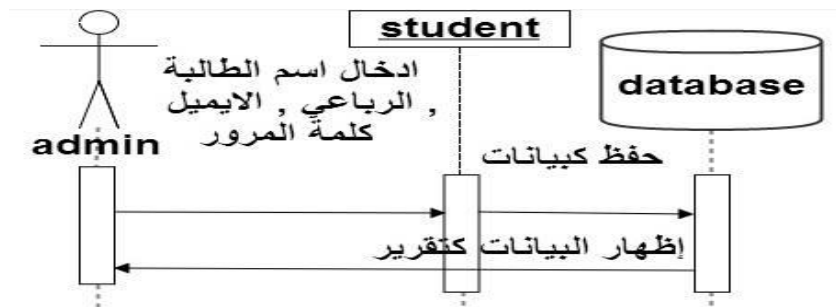 student
ادخال اسم الطالبة
الرباعي , الايميل ,
كلمة المرور
admin
database
حفظ كبيانات
إظهار البيانات كتقرير